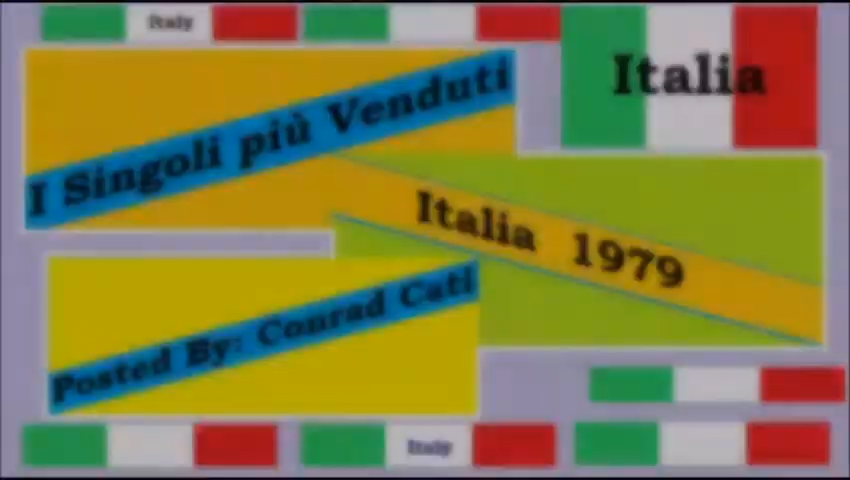 Italy
Italia
I Singoli più Venduti
Italia 1979
Posted By: Conrad Cati
Italy